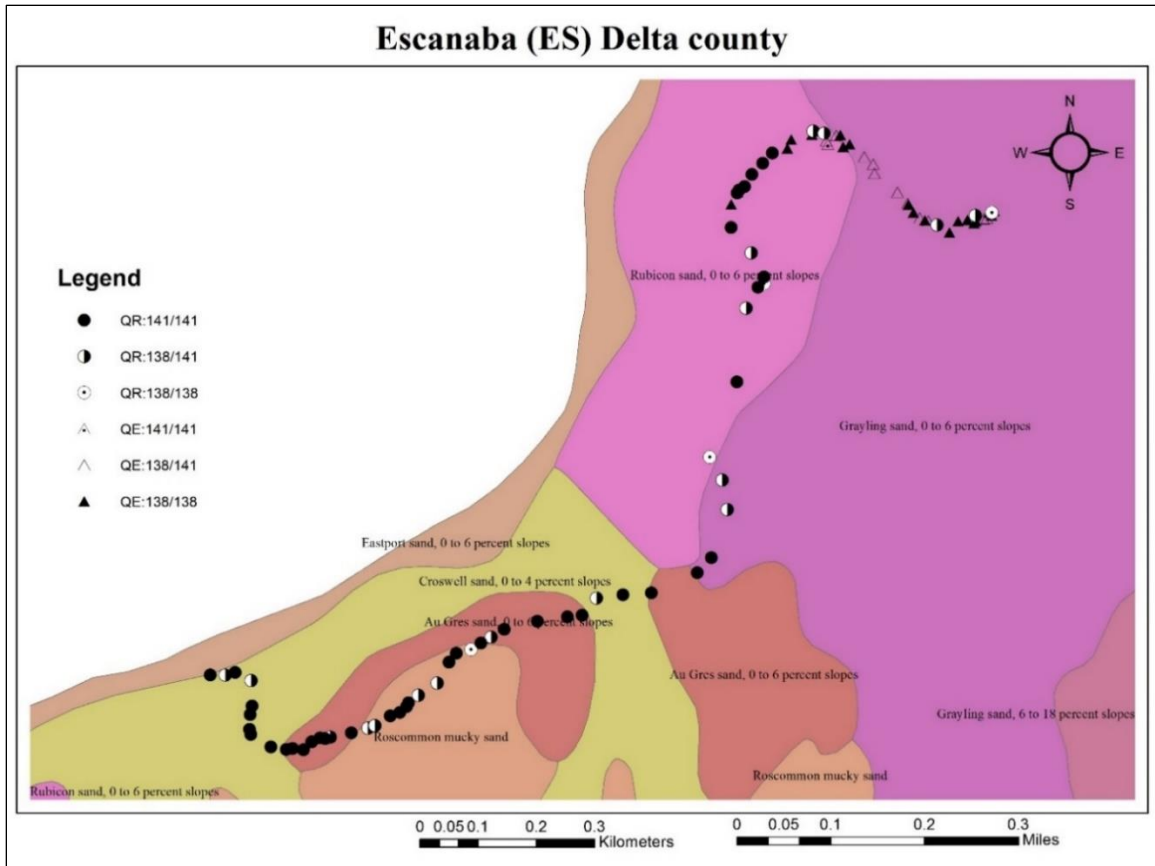 Escanaba (ES) Delta county
N
W E
S
Rubicon sand, 0 to 6 percent slopes
Legend
QR:141/141
QR:138/141
QR:138/138
QE:141/141
QE:138/141
QE:138/138
Grayling sand, 0 to 6 percent slopes
Eastport sand, 0 to 6 percent slopes
Croswell sand, 0 to 4 percent slopes
Au Gres sand, 0 to 6 percent slopes
Au Gres sand, 0 to 6 percent slopes
Grayling sand, 6 to 18 percent slopes
Roscommon mucky sand
Roscommon mucky sand
Rubicon sand, 0 to 6 percent slopes
0 0.05 0.1 0.2 0.3
Kilometers
0 0.05 0.1 0.2 0.3
Miles